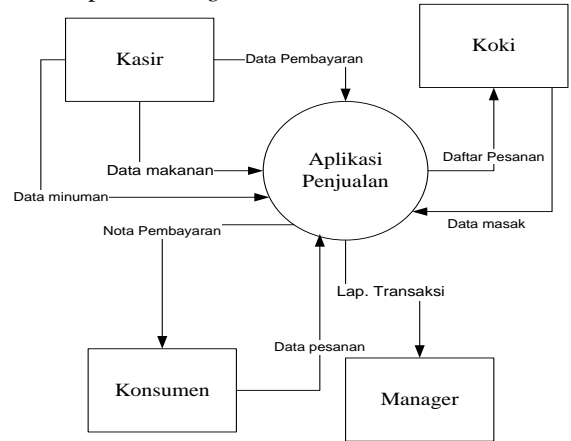 Kasir
Koki
Data Pembayaran
Aplikasi
Penjualan
Daftar Pesanan
Data makanan
Data minuman
Data masak
Nota Pembayaran
Lap. Transaksi
Data pesanan
Konsumen
Manager